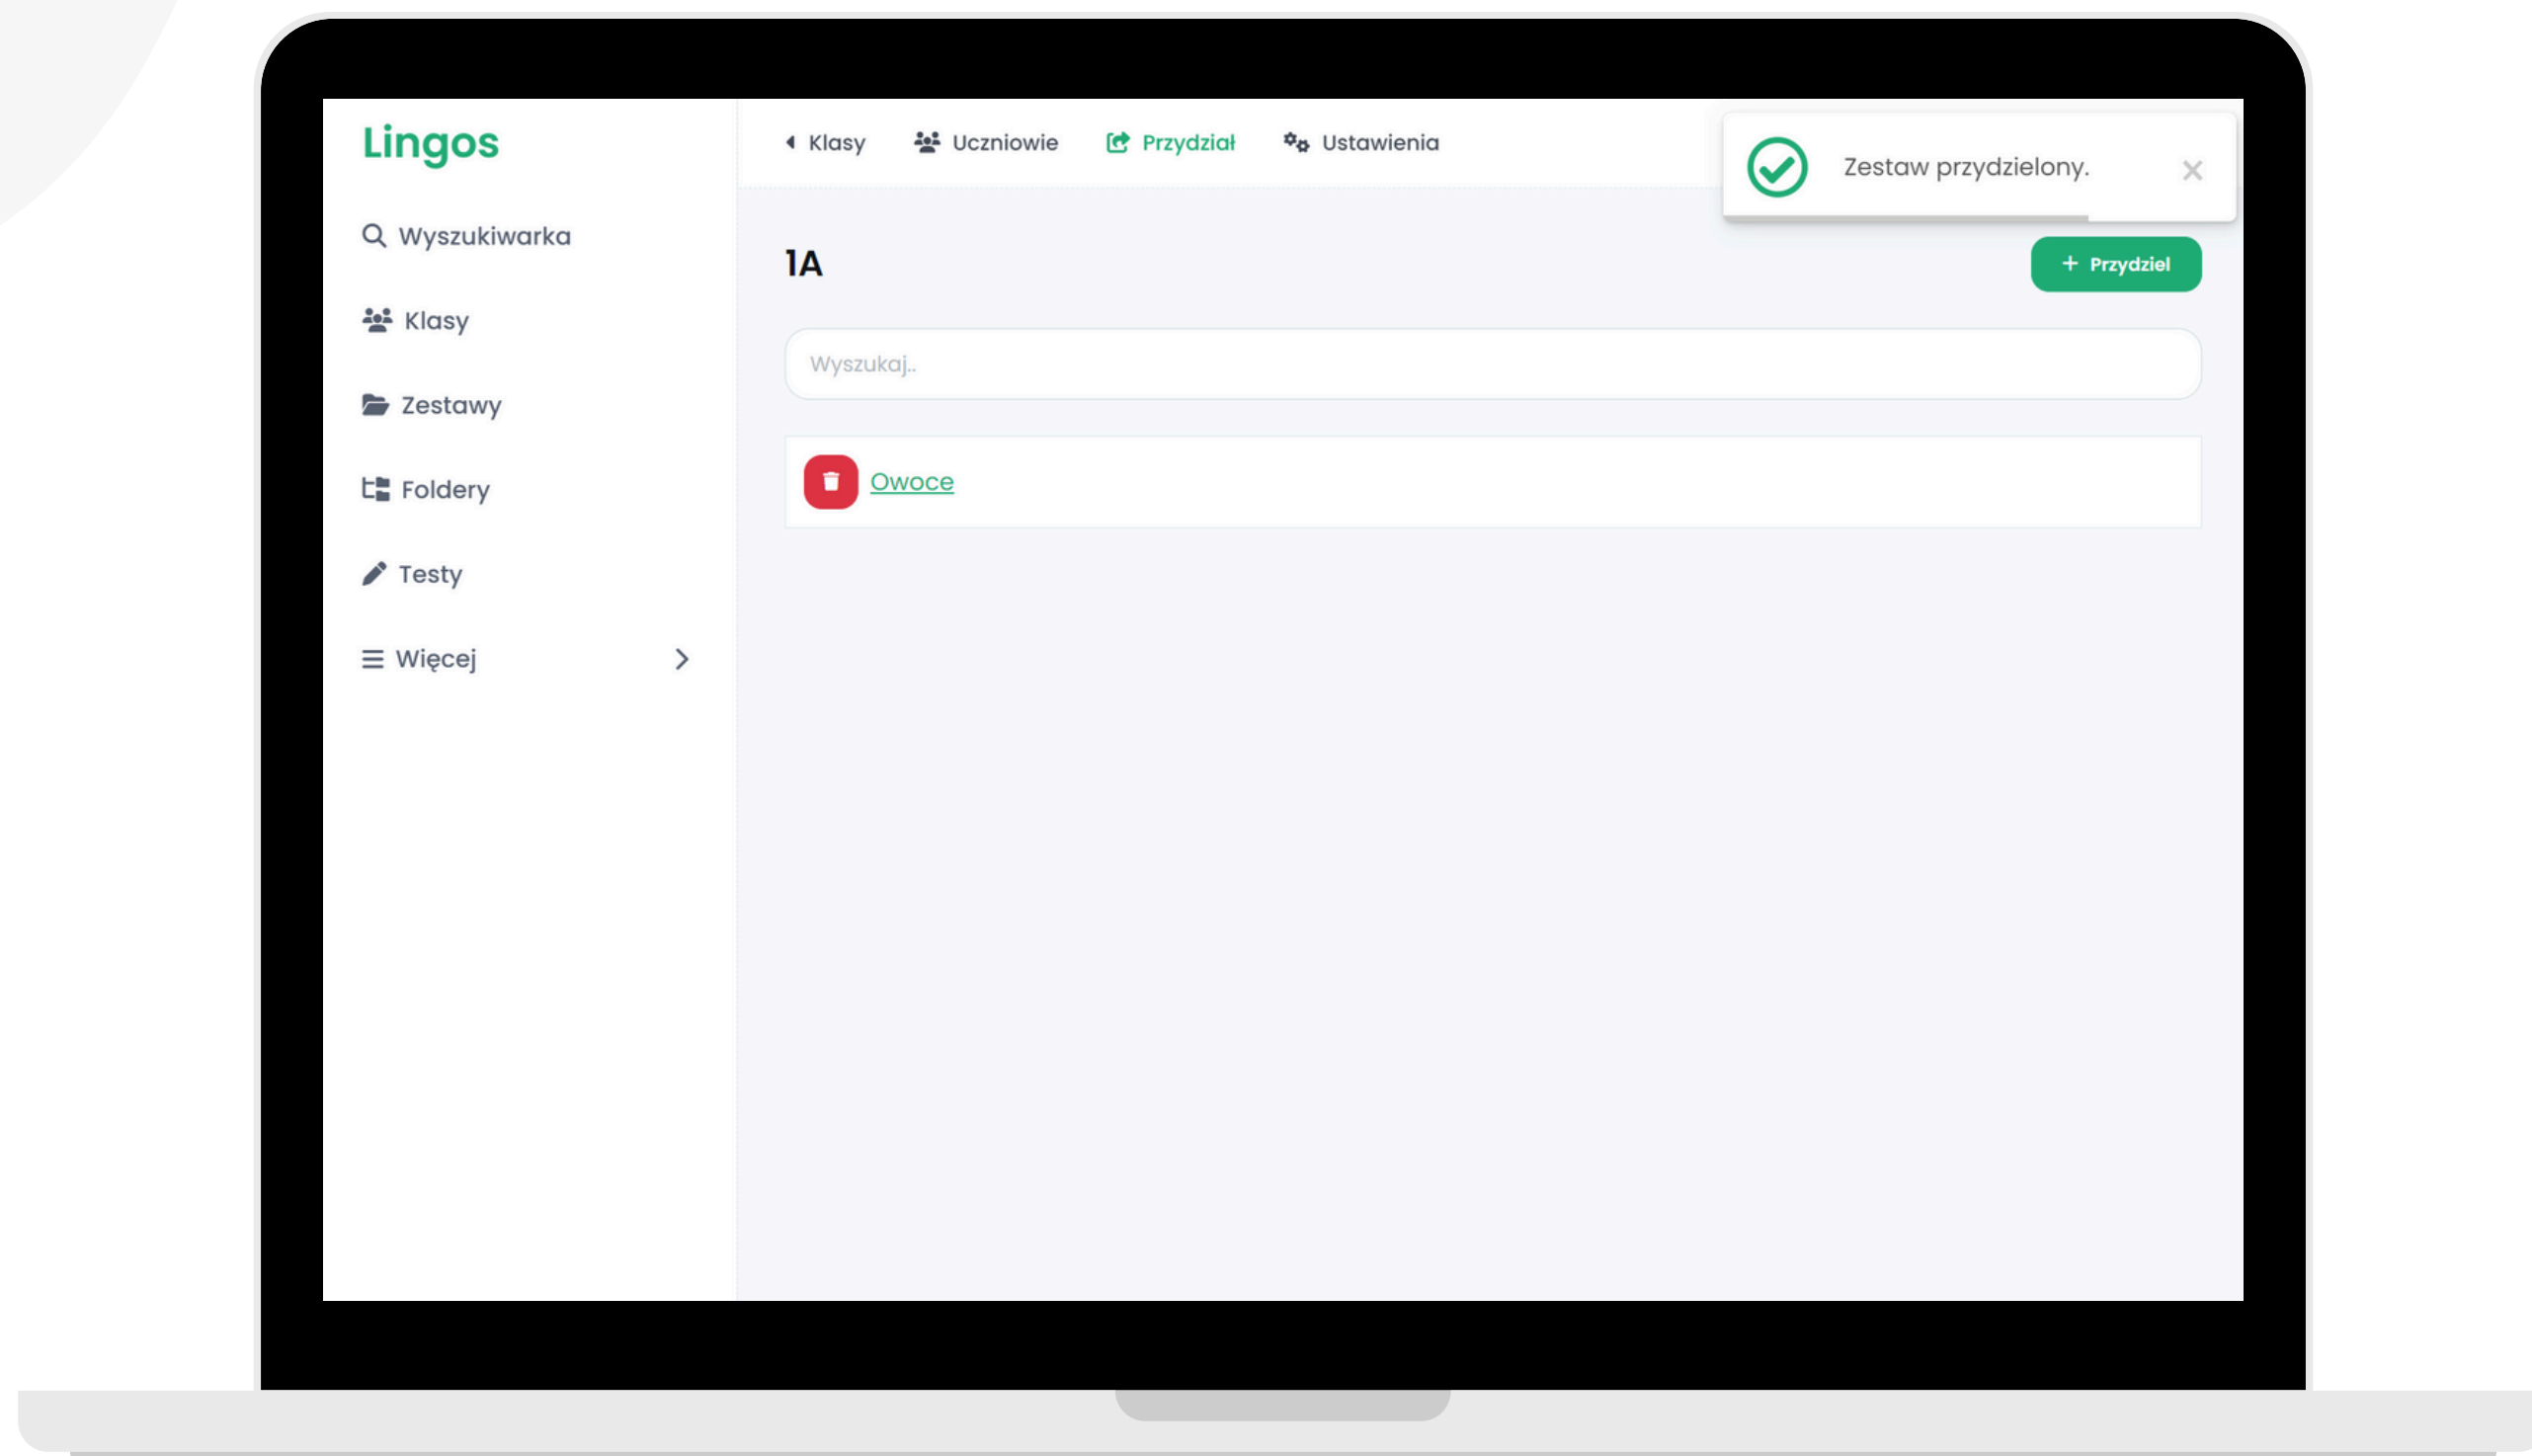 Lingos
Wyszukiwarka
Klasy
Zestawy
Foldery
Testy
Więcej
Klasy Uczniowie Przydział Ustawienia
Zestaw przydzielony.
1A
+ Przydziel
Wyszukaj..
Owoce